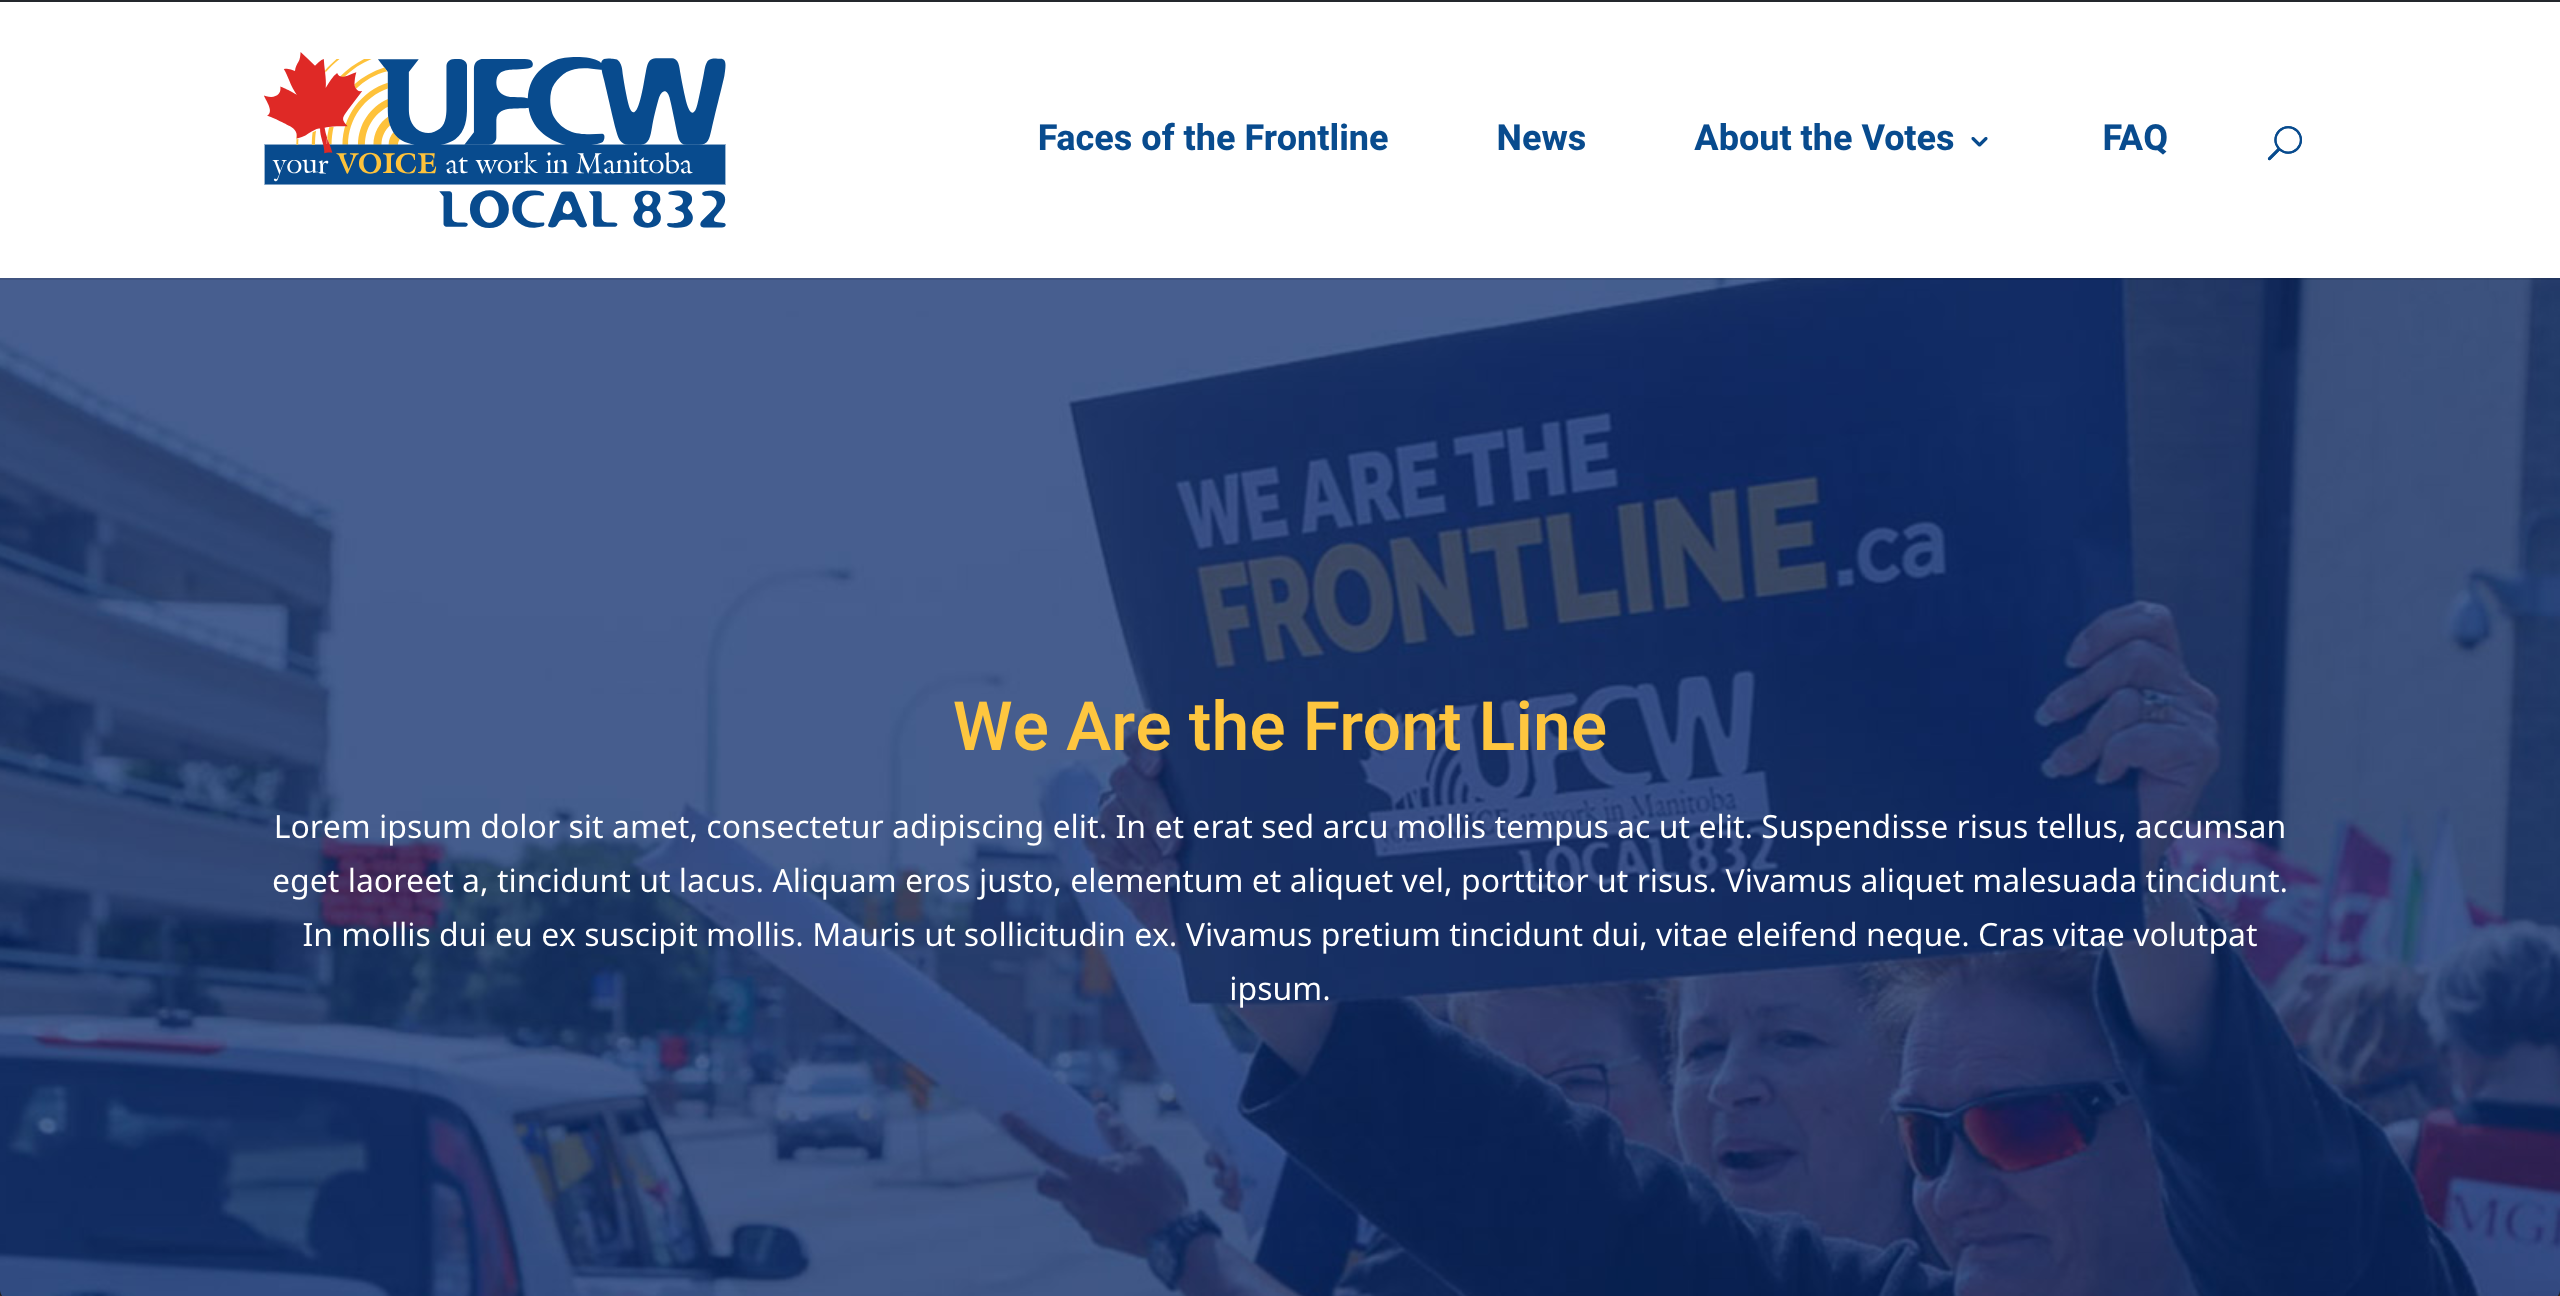 UFCW
your VOICE at work in Manitoba
LOCAL 832
Faces of the Frontline
News
About the Votes
FAQ
WE ARE THE
FRONTLINE.ca
We Are the Front Line
UFCW
at work in Manitoba
LOCAL 832
Lorem ipsum dolor sit amet, consectetur adipiscing elit. In et erat sed arcu mollis tempus ac ut elit. Suspendisse risus tellus, accumsan
eget laoreet a, tincidunt ut lacus. Aliquam eros justo, elementum et aliquet vel, porttitor ut risus. Vivamus aliquet malesuada tincidunt.
In mollis dui eu ex suscipit mollis. Mauris ut sollicitudin ex. Vivamus pretium tincidunt dui, vitae eleifend neque. Cras vitae volutpat
ipsum.